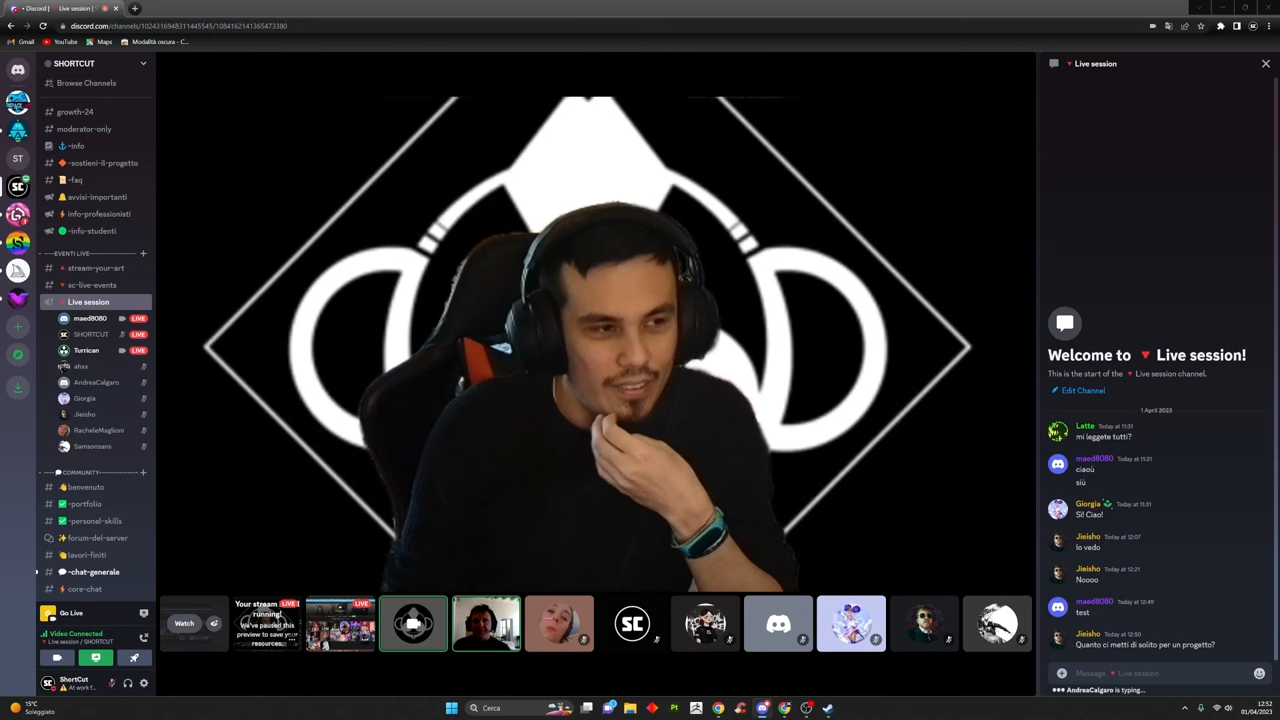 • Discord | 🔻Live session |
discord.com/channels/1024316948311445545/1084162141365473380
Gmail
YouTube
Maps
Modalità oscura - C...
SHORTCUT
Browse Channels
growth-24
moderator-only
-info
-sostieni-il-progetto
-faq
avvisi-importanti
info-professionisti
-info-studenti
EVENTI LIVE
stream-your-art
sc-live-events
Live session
maed8080 LIVE
SHORTCUT LIVE
Turrican LIVE
ahxx
AndreaCalgaro
Giorgia
Jieisho
RacheleMaglioni
Samsonsans
COMMUNITY
benvenuto
-portfolio
-personal-skills
forum-del-server
lavori-finiti
-chat-generale
core-chat
Go Live
Video Connected
Live session / SHORTCUT
ShortCut
At work f...
ST
SC
Watch
LIVE
Your stream
running!
We've paused this
preview to save your
resources.
LIVE
SC
Live session
Welcome to 🔻 Live session!
This is the start of the 🔻 Live session channel.
Edit Channel
1 April 2023
Latte Today at 11:31
mi leggete tutti?
maed8080 Today at 11:31
ciaoù
siù
Giorgia Today at 11:31
Sì! Ciao!
Jieisho Today at 12:07
Io vedo
Jieisho Today at 12:21
Noooo
maed8080 Today at 12:49
test
Jieisho Today at 12:50
Quanto ci metti di solito per un progetto?
Message 🔻 Live session
AndreaCalgaro is typing...
15°C
Soleggiato
Cerca
Pt
12:52
01/04/2023